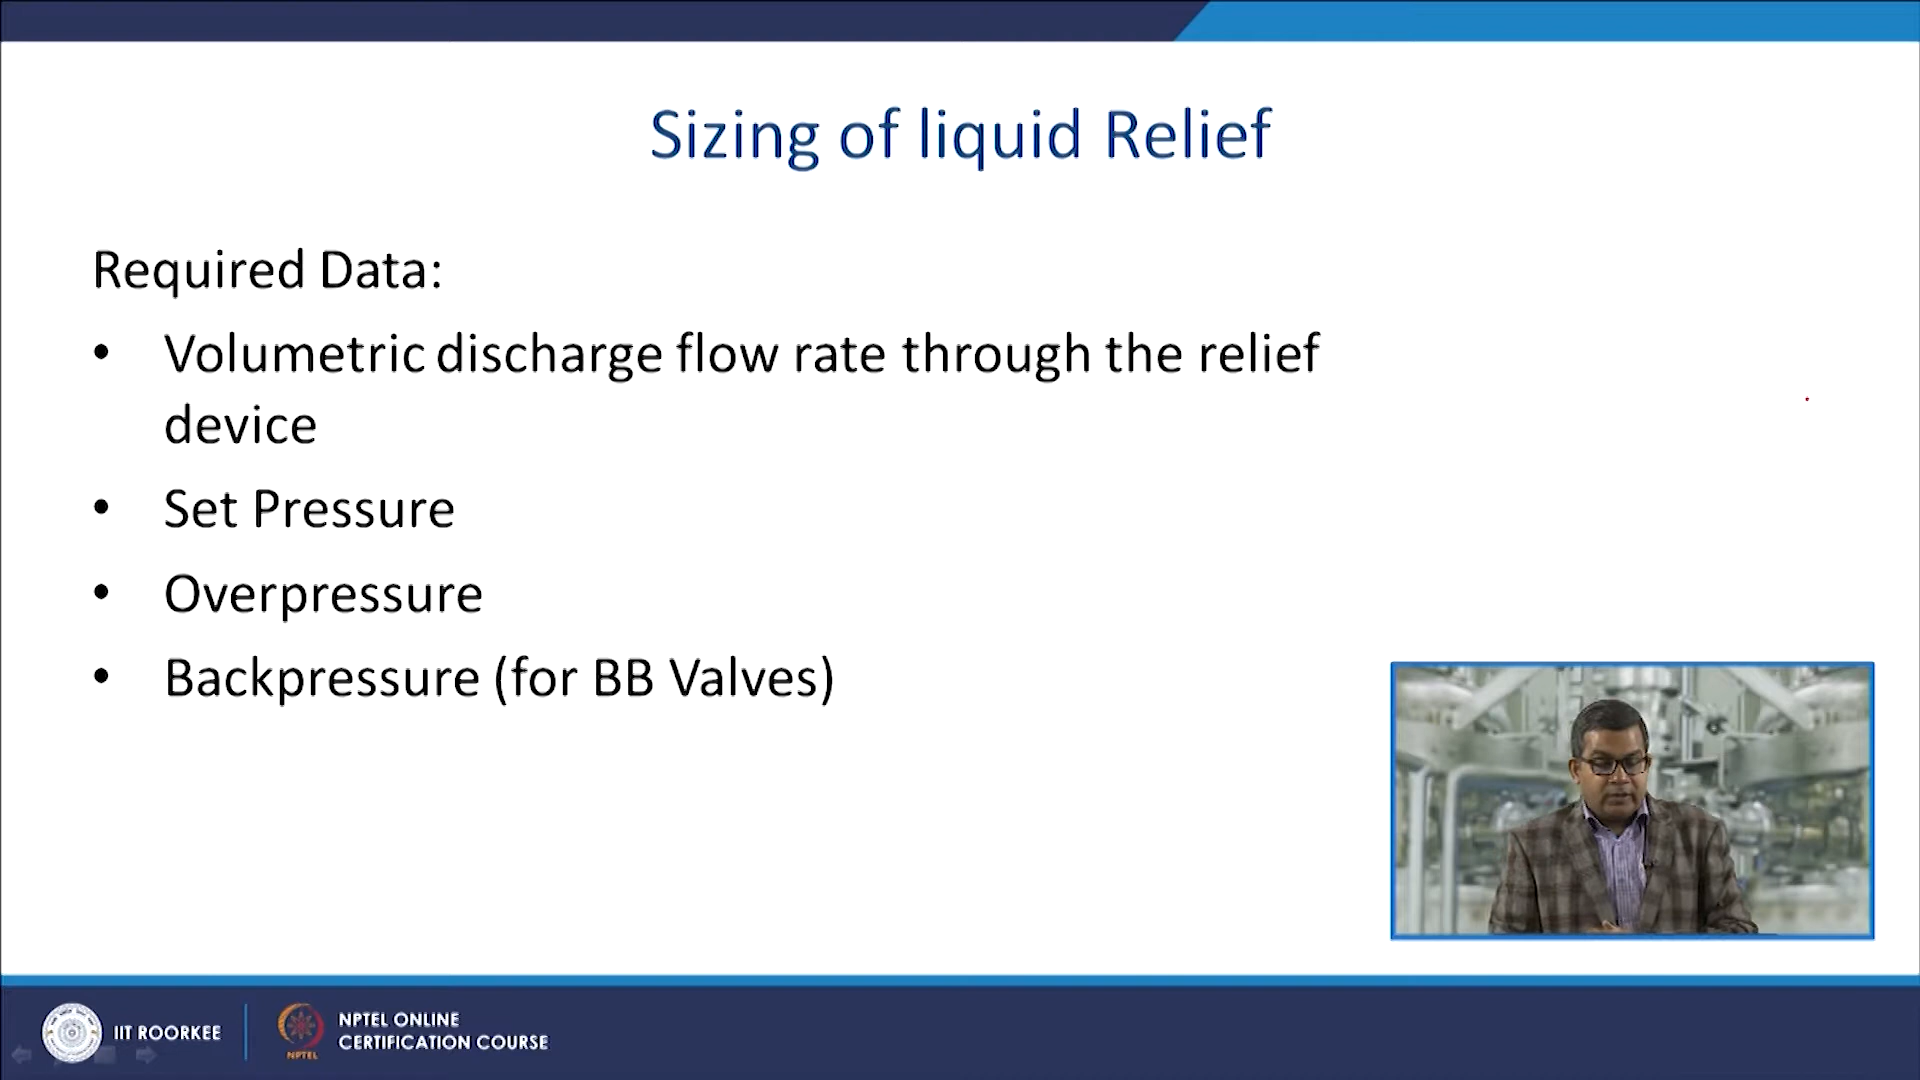 Sizing of liquid Relief
Required Data:
• Volumetric discharge flow rate through the relief
device
• Set Pressure
• Overpressure
• Backpressure (for BB Valves)
IIT ROORKEE
NPTEL
NPTEL ONLINE
CERTIFICATION COURSE